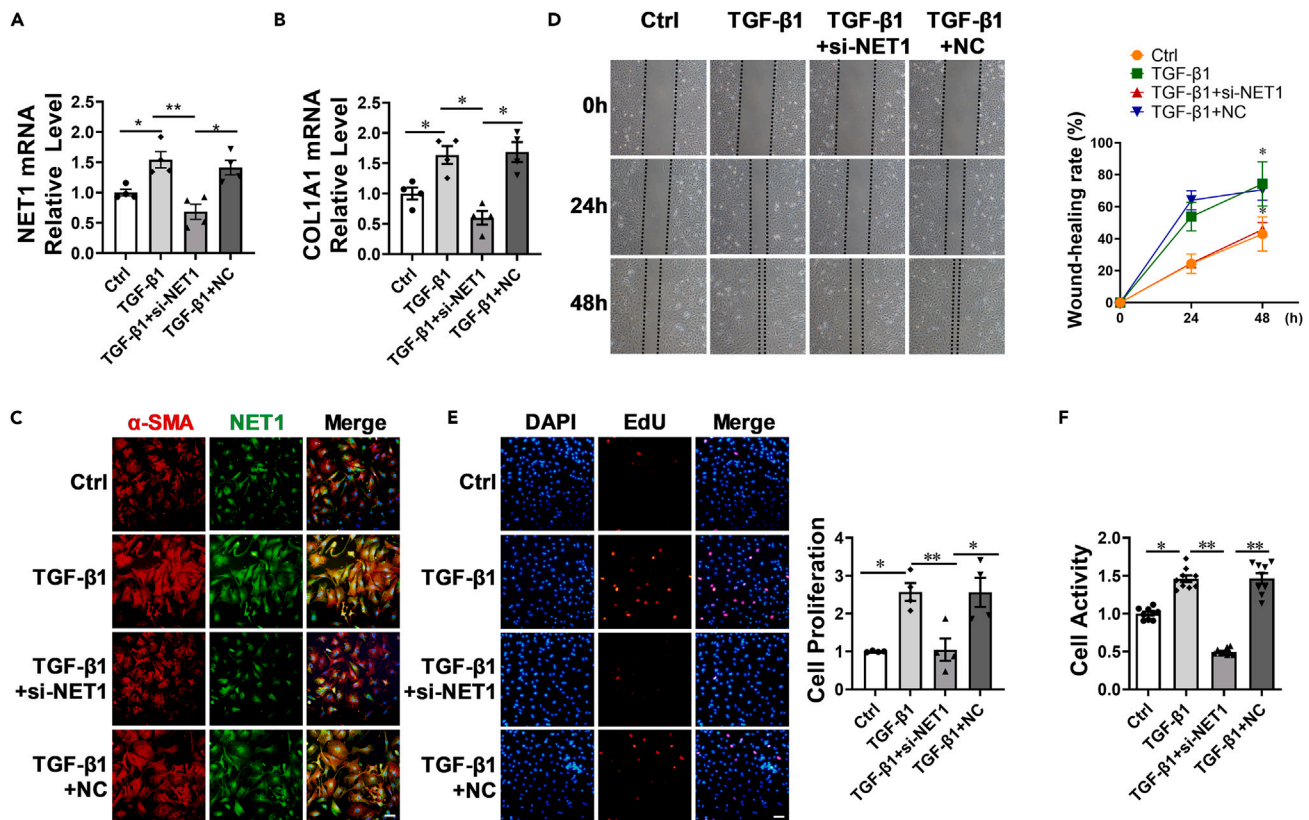 A
NET1 mRNA
Relative Level
2.5
2.0
1.5
1.0
0.5
0.0
*
**
*
Ctrl
TGF-β1
TGF-β1+si-NET1
TGF-β1+NC
B
COL1A1 mRNA
Relative Level
2.5
2.0
1.5
1.0
0.5
0.0
*
*
*
Ctrl
TGF-β1
TGF-β1+si-NET1
TGF-β1+NC
D
Ctrl
TGF-β1
TGF-β1
+si-NET1
TGF-β1
+NC
0h
24h
48h
Ctrl
TGF-β1
TGF-β1+si-NET1
TGF-β1+NC
Wound-healing rate (%)
100
80
60
40
20
0
*
*
0
24
48
(h)
C
α-SMA
NET1
Merge
Ctrl
TGF-β1
TGF-β1
+si-NET1
TGF-β1
+NC
E
DAPI
EdU
Merge
Ctrl
TGF-β1
TGF-β1
+si-NET1
TGF-β1
+NC
Cell Proliferation
4
3
2
1
0
*
**
*
Ctrl
TGF-β1
TGF-β1+si-NET1
TGF-β1+NC
F
Cell Activity
2.0
1.5
1.0
0.5
0.0
*
**
**
Ctrl
TGF-β1
TGF-β1+si-NET1
TGF-β1+NC